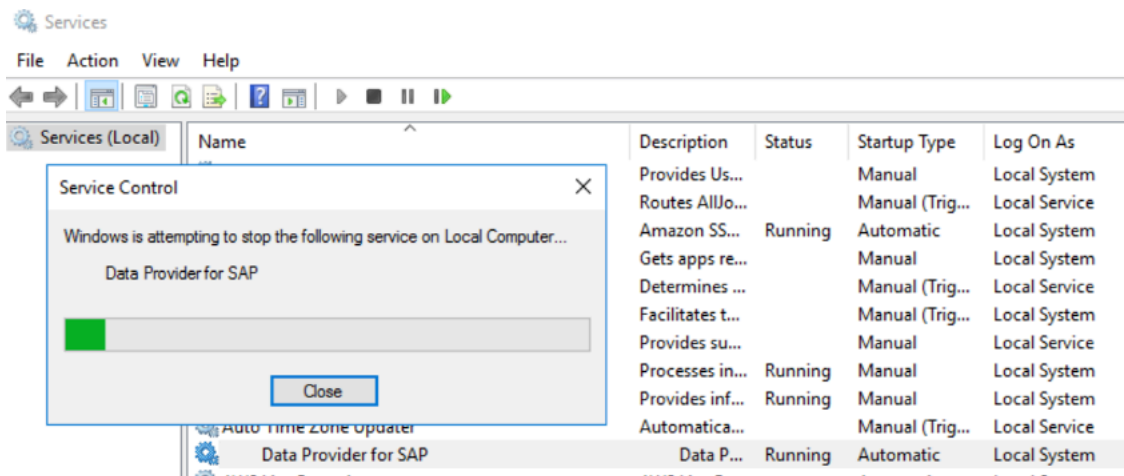 Services
File Action View Help
Services (Local)
Name Description Status Startup Type Log On As
Provides Us... Manual Local System
Routes AllJo... Manual (Trig... Local Service
Amazon SS... Running Automatic Local System
Gets apps re... Manual Local System
Determines ... Manual (Trig... Local Service
Facilitates t... Manual (Trig... Local System
Provides su... Manual Local Service
Processes in... Running Manual Local System
Provides inf... Running Manual Local System
Service Control
Windows is attempting to stop the following service on Local Computer...
Data Provider for SAP
Close
Auto Time Zone Updater Automatica... Manual (Trig... Local Service
Data Provider for SAP Data P... Running Automatic Local System